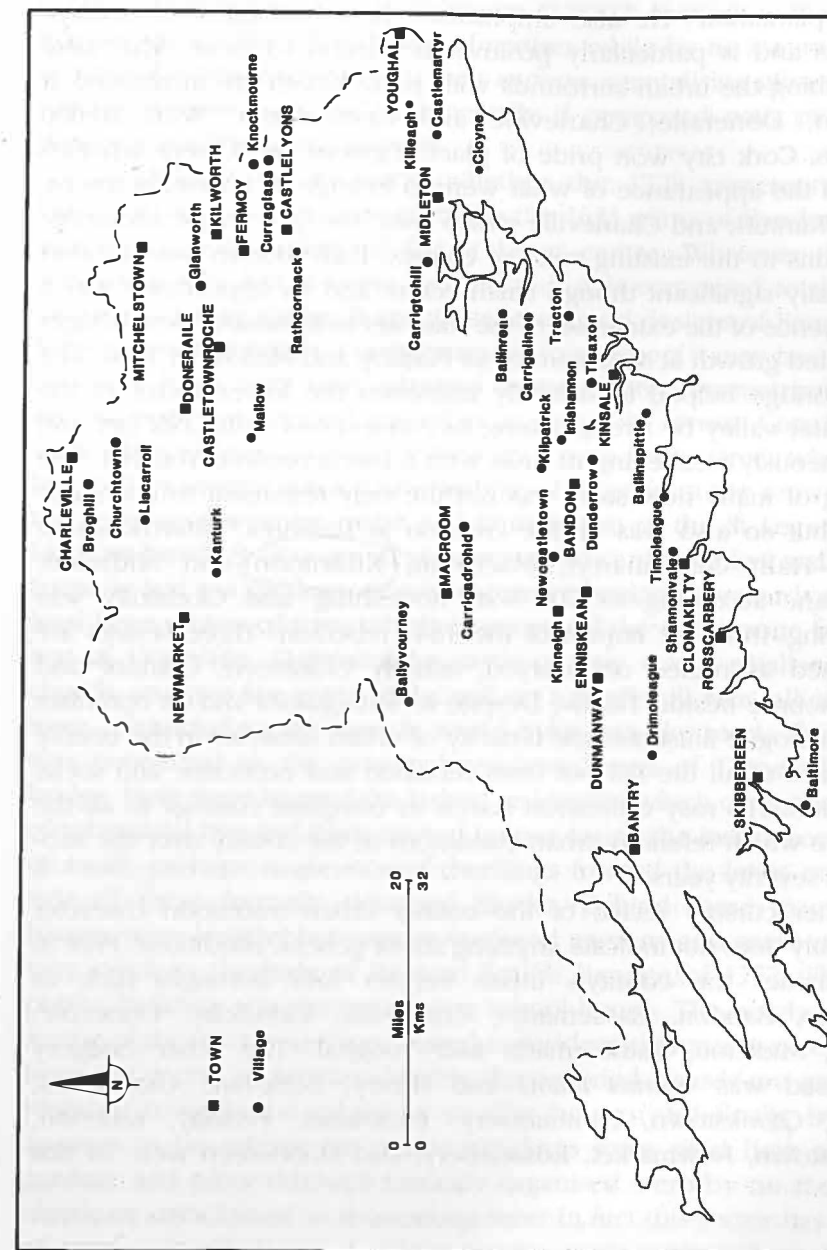 N
TOWN
Village
0 Miles 20
0 Kms 32
CHARLEVILLE
Broghill
Churchtown
Liscarroll
MITCHELSTOWN
NEWMARKET
DONERAILE
Kanturk
Glanworth
KILWORTH
CASTLETOWNROCHE
FERMOY
Knockmourne
Mallow
Curraglass
CASTLELYONS
Rathcormack
YOUGHAL
Killeagh
Castlemartyr
Ballyvourney
MACROOM
Carrigadrohid
Carrigtohill
MIDLETON
Cloyne
Ballinrea
Carrigaline
Tracton
Kilpatrick
Newcestletown
Inishannon
Kinneigh
BANDON
Tisaxon
ENNISKEAN
Dunderrow
KINSALE
DUNMANWAY
BANTRY
Drimoleague
Ballinspittle
Timoleague
Shannonvale
CLONAKILTY
ROSSCARBERY
SKIBBEREEN
Baltimore